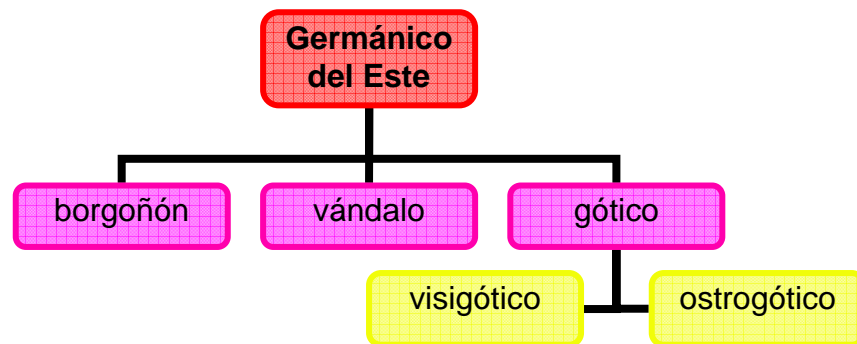 Germánico
del Este
borgoñón
vándalo
gótico
visigótico
ostrogótico